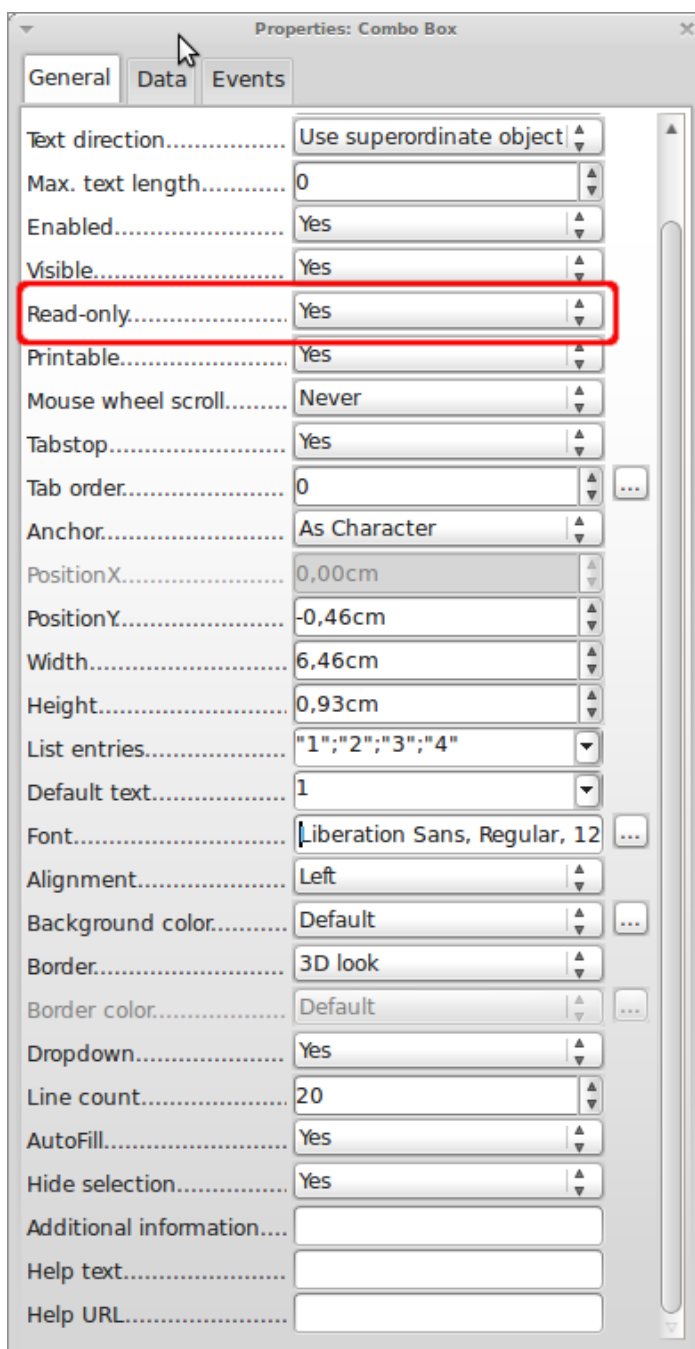 Properties: Combo Box
General Data Events
Text direction.................. Use superordinate object
Max. text length............ 0
Enabled........................ Yes
Visible........................... Yes
Read-only...................... Yes
Printable....................... Yes
Mouse wheel scroll......... Never
Tabstop......................... Yes
Tab order....................... 0 ...
Anchor.......................... As Character
PositionX....................... 0,00cm
PositionY....................... -0,46cm
Width............................ 6,46cm
Height........................... 0,93cm
List entries.................... "1";"2";"3";"4"
Default text................... 1
Font.............................. Liberation Sans, Regular, 12 ...
Alignment..................... Left
Background color........... Default ...
Border........................... 3D look
Border color................... Default ...
Dropdown..................... Yes
Line count..................... 20
AutoFill.......................... Yes
Hide selection................ Yes
Additional information....
Help text.......................
Help URL.......................